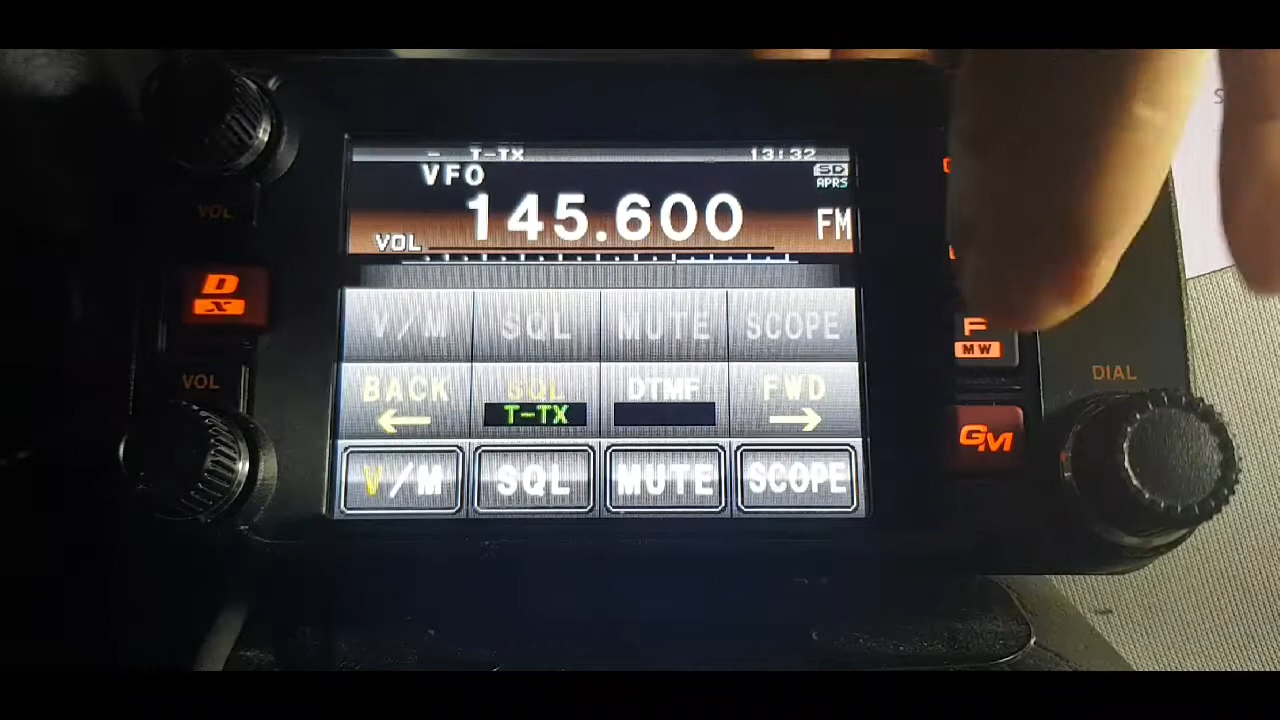 - T-TX 13:32
VFO SD
APRS
145.600 FM
VOL
VOL
D
X
V/M SQL MUTE SCOPE
F
MW
VOL
BACK SQL DTMF FWD
← T-TX →
DIAL
GM
V/M SQL MUTE SCOPE